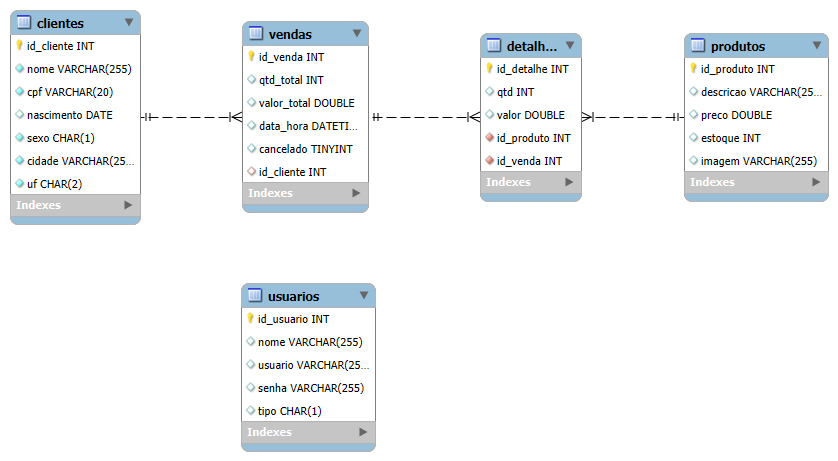 clientes
id_cliente INT
nome VARCHAR(255)
cpf VARCHAR(20)
nascimento DATE
sexo CHAR(1)
cidade VARCHAR(25...
uf CHAR(2)
Indexes
vendas
id_venda INT
qtd_total INT
valor_total DOUBLE
data_hora DATETI...
cancelado TINYINT
id_cliente INT
Indexes
detalh...
id_detalhe INT
qtd INT
valor DOUBLE
id_produto INT
id_venda INT
Indexes
produtos
id_produto INT
descricao VARCHAR(25...
preco DOUBLE
estoque INT
imagem VARCHAR(255)
Indexes
usuarios
id_usuario INT
nome VARCHAR(255)
usuario VARCHAR(25...
senha VARCHAR(255)
tipo CHAR(1)
Indexes